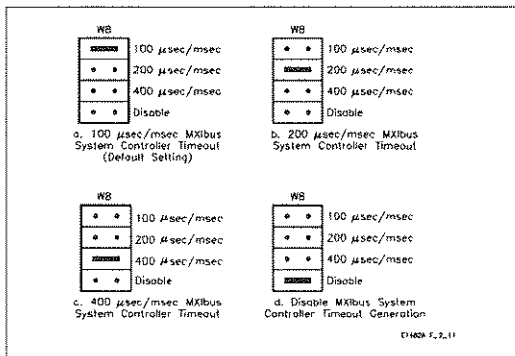 W8
100 μsec/msec
200 μsec/msec
400 μsec/msec
Disable
a. 100 μsec/msec MXIbus
System Controller Timeout
(Default Setting)
W8
100 μsec/msec
200 μsec/msec
400 μsec/msec
Disable
b. 200 μsec MXIbus
System Controller Timeout
W8
100 μsec/msec
200 μsec/msec
400 μsec/msec
Disable
c. 400 μsec/msec MXIbus
System Controller Timeout
W8
100 μsec/msec
200 μsec/msec
400 μsec/msec
Disable
d. Disable MXIbus System
Controller Timeout Generation